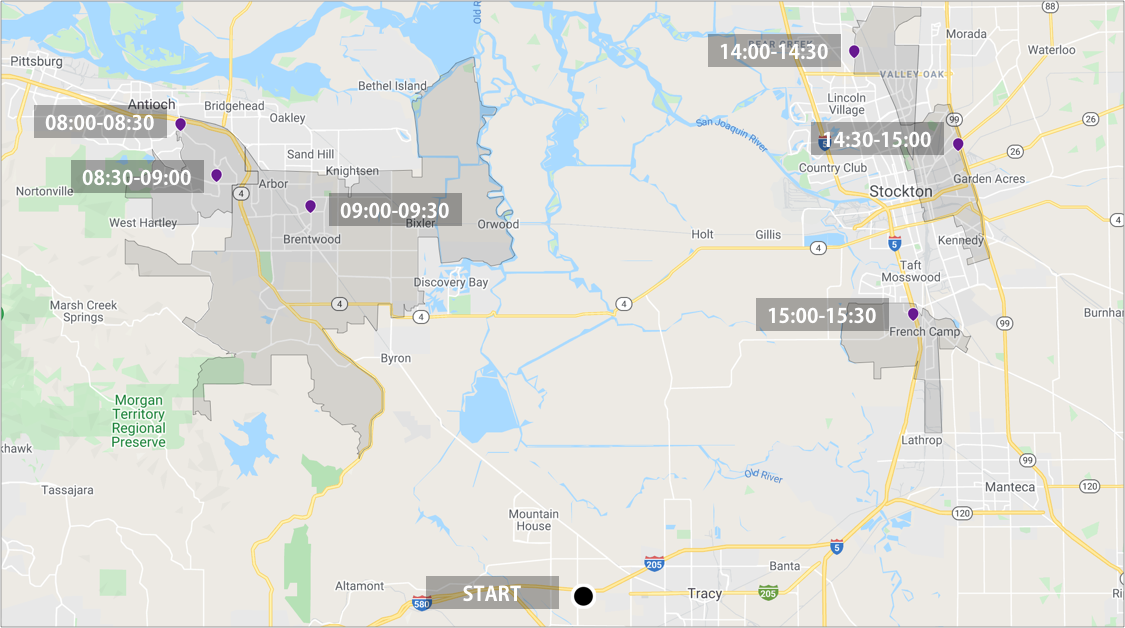 88
Old R
Morada
Pittsburg
14:00-14:30
Waterloo
VALLEY OAK
Bethel Island
Antioch
Bridgehead
Lincoln
Village
Oakley
08:00-08:30
99
26
San Joaquin River
14:30-15:00
5
26
Sand Hill
Knightsen
Country Club
08:30-09:00
Arbor
Garden Acres
Nortonville
4
Stockton
09:00-09:30
West Hartley
Bixler
Orwood
4
Brentwood
Holt
Gillis
4
5
Kennedy
Taft
Mosswood
Discovery Bay
Marsh Creek
Springs
4
4
4
15:00-15:30
Burnha
99
French Camp
Byron
Morgan
Territory
Regional
Preserve
khawk
Lathrop
99
Old River
Tassajara
Manteca
120
120
Mountain
House
5
205
Banta
Altamont
START
580
Tracy
205
Ri